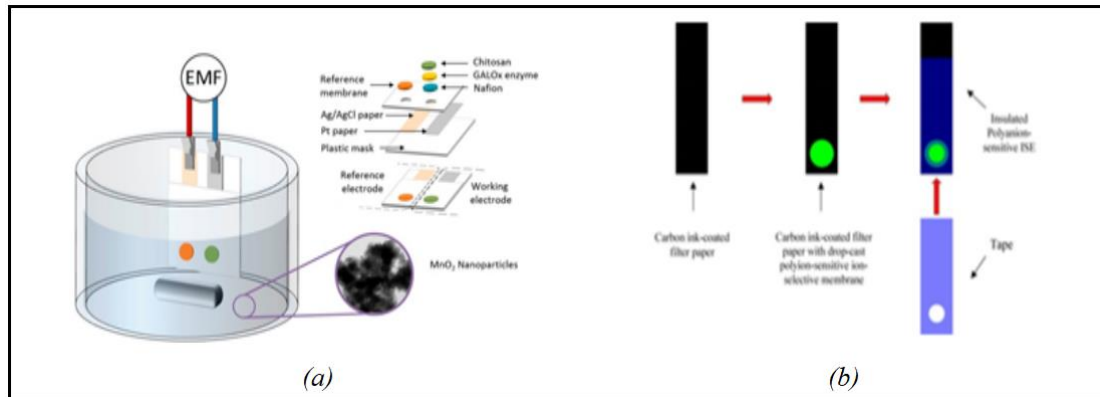 EMF
Chitosan
GALOx enzyme
Nafion
Reference
membrane
Ag/AgCl paper
Pt paper
Plastic mask
Reference
electrode
Working
electrode
MnO₂ Nanoparticles
(a)
Carbon ink-coated
filter paper
Carbon ink-coated filter
paper with drop-cast
polyion-sensitive ion-
selective membrane
Insulated
Polyanion-
sensitive ISE
Tape
(b)